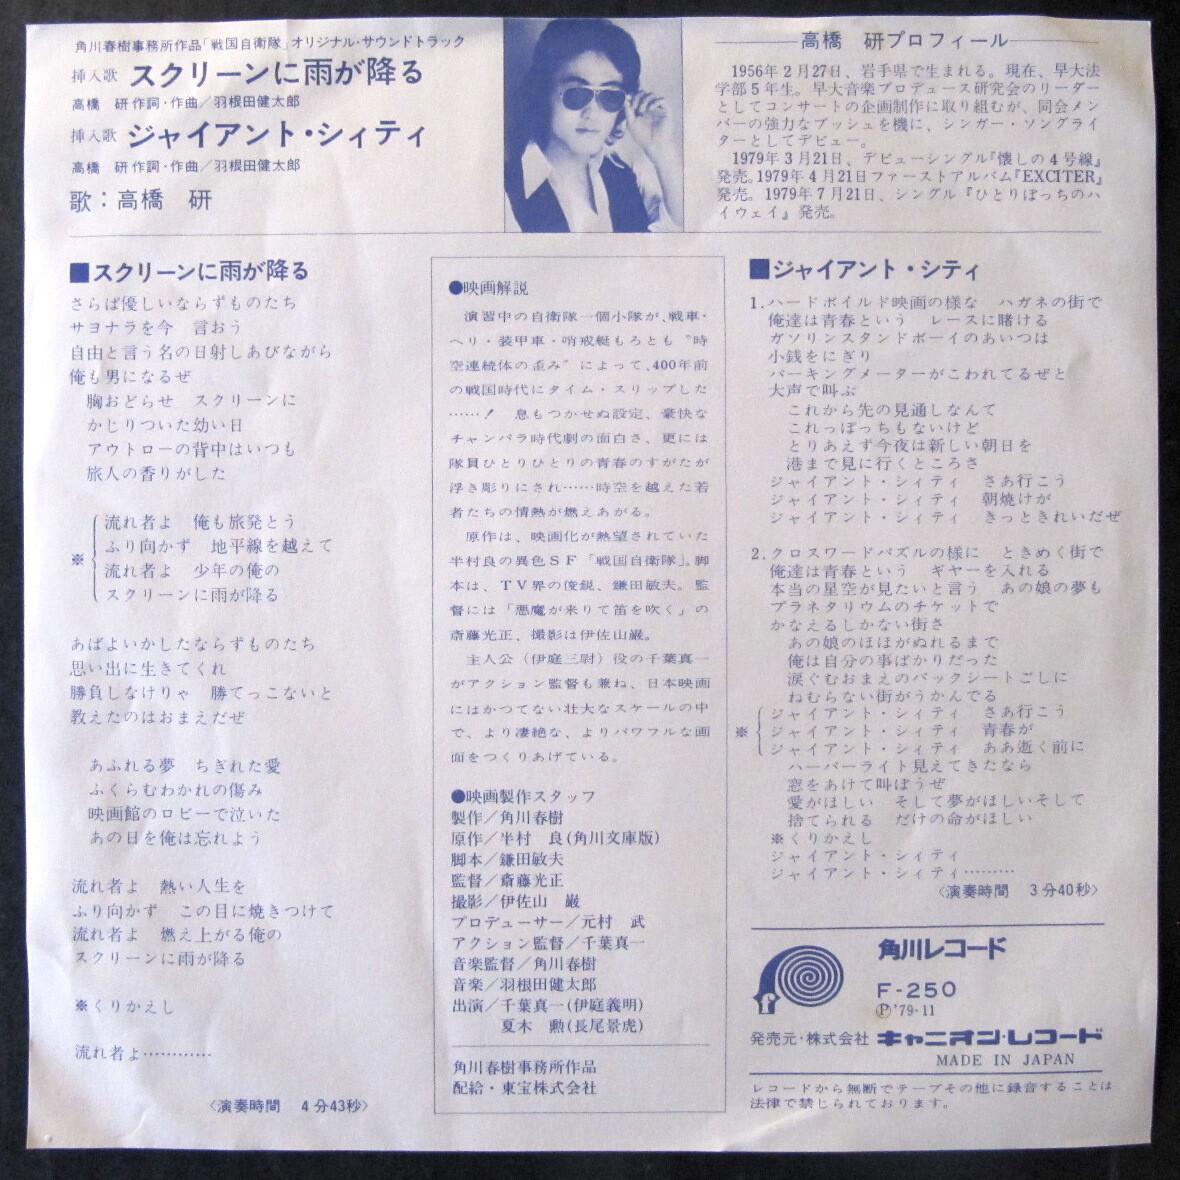 角川春樹事務所作品「戦国自衛隊」オリジナル・サウンドトラック
挿入歌 スクリーンに雨が降る
高橋 研 作詞・作曲／羽根田健太郎
挿入歌 ジャイアント・シィティ
高橋 研 作詞・作曲／羽根田健太郎
歌：高橋 研
高橋 研プロフィール
1956年2月27日、岩手県で生まれる。現在、早大法
学部5年生。早大音楽プロデュース研究会のリーダー
としてコンサートの企画制作に取り組むが、同会メン
バーの強力なプッシュを機に、シンガー・ソングライ
ターとしてデビュー。
1979年3月21日、デビューシングル『懐しの4号線』
発売。1979年4月21日ファーストアルバム『EXCITER』
発売。1979年7月21日、シングル『ひとりぼっちのハ
イウェイ』発売。
■スクリーンに雨が降る
さらば優しいならずものたち
サヨナラを今 言おう
自由と言う名の日射しあびながら
俺も男になるぜ
胸おどらせ スクリーンに
かじりついた幼い日
アウトローの背中はいつも
旅人の香りがした
※
流れ者よ 俺も旅発とう
ふり向かず 地平線を越えて
流れ者よ 少年の俺の
スクリーンに雨が降る
あばよいかしたならずものたち
思い出に生きてくれ
勝負しなけりゃ 勝てっこないと
教えたのはおまえだぜ
あふれる夢 ちぎれた愛
ふくらむわかれの傷み
映画館のロビーで泣いた
あの日を俺は忘れよう
流れ者よ 熱い人生を
ふり向かず この目に焼きつけて
流れ者よ 燃え上がる俺の
スクリーンに雨が降る
※くりかえし
流れ者よ…………
〈演奏時間 4分43秒〉
●映画解説
演習中の自衛隊一個小隊が、戦車・
ヘリ・装甲車・哨戒艇もろとも〝時
空連続体の歪み〟によって、400年前
の戦国時代にタイム・スリップした
……！ 息もつかせぬ設定、豪快な
チャンバラ時代劇の面白さ、更には
隊員ひとりひとりの青春のすがたが
浮き彫りにされ……時空を越えた若
者たちの情熱が燃えあがる。
原作は、映画化が熱望されていた
半村良の異色SF「戦国自衛隊」。脚
本は、TV界の俊鋭、鎌田敏夫。監
督には「悪魔が来りて笛を吹く」の
斎藤光正、撮影は伊佐山巌。
主人公（伊庭三尉）役の千葉真一
がアクション監督も兼ね、日本映画
にはかつてない壮大なスケールの中
で、より凄絶な、よりパワフルな画
面をつくりあげている。
●映画製作スタッフ
製作／角川春樹
原作／半村 良（角川文庫版）
脚本／鎌田敏夫
監督／斎藤光正
撮影／伊佐山 巌
プロデューサー／元村 武
アクション監督／千葉真一
音楽監督／角川春樹
音楽／羽根田健太郎
出演／千葉真一（伊庭義明）
夏木 勲（長尾景虎）
角川春樹事務所作品
配給・東宝株式会社
■ジャイアント・シティ
1. ハードボイルド映画の様な ハガネの街で
俺達は青春という レースに賭ける
ガソリンスタンドボーイのあいつは
小銭をにぎり
パーキングメーターがこわれてるぜと
大声で叫ぶ
これから先の見通しなんて
これっぽっちもないけど
とりあえず今夜は新しい朝日を
港まで見に行くところさ
ジャイアント・シィティ さあ行こう
ジャイアント・シィティ 朝焼けが
ジャイアント・シィティ きっときれいだぜ
2. クロスワードパズルの様に ときめく街で
俺達は青春という ギヤーを入れる
本当の星空が見たいと言う あの娘の夢も
プラネタリウムのチケットで
かなえるしかない街さ
あの娘のほほがぬれるまで
俺は自分の事ばかりだった
涙ぐむおまえのバックシートごしに
ねむらない街がうかんでる
※
ジャイアント・シィティ さあ行こう
ジャイアント・シィティ 青春が
ジャイアント・シィティ ああ逝く前に
ハーバーライト見えてきたなら
窓をあけて叫ぼうぜ
愛がほしい そして夢がほしいそして
捨てられる だけの命がほしい
※くりかえし
ジャイアント・シィティ
ジャイアント・シィティ………
〈演奏時間 3分40秒〉
f
角川レコード
F-250
Ⓟ'79・11
発売元・株式会社 キャニオン・レコード
MADE IN JAPAN
レコードから無断でテープその他に録音することは
法律で禁じられております。